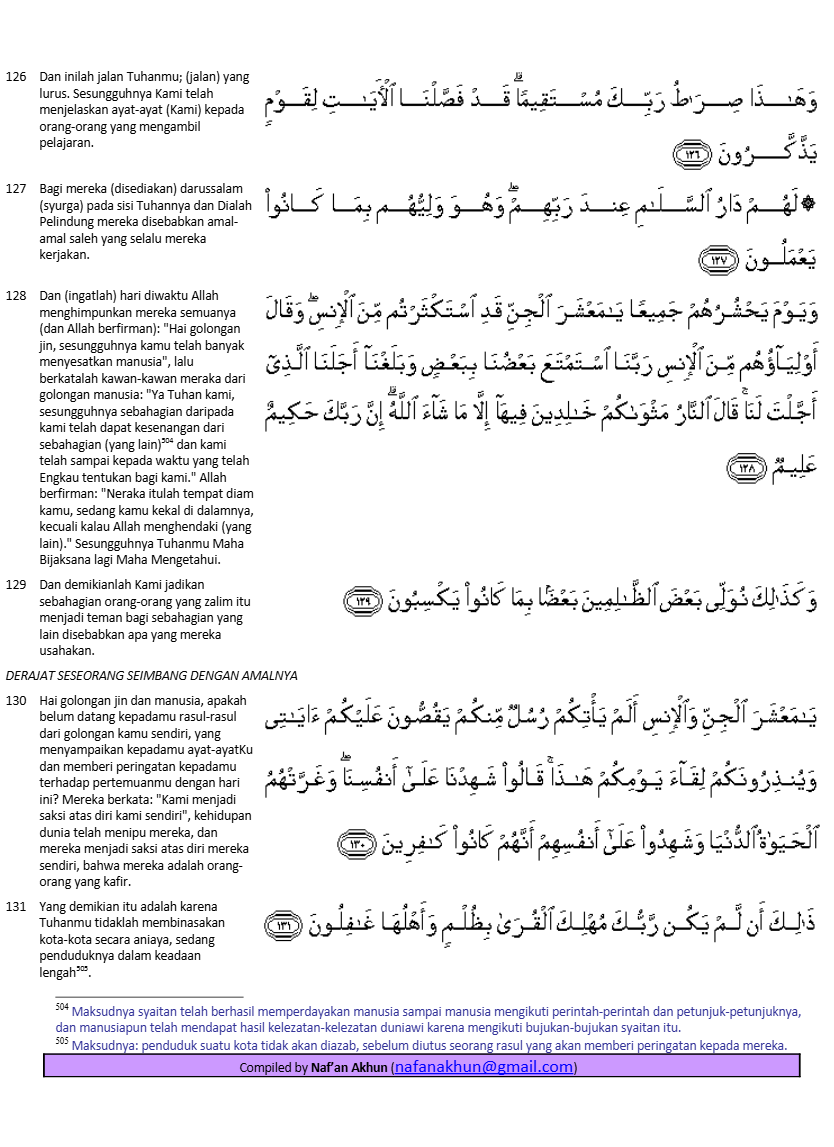 126 Dan inilah jalan Tuhanmu; (jalan) yang
lurus. Sesungguhnya Kami telah
menjelaskan ayat-ayat (Kami) kepada
orang-orang yang mengambil
pelajaran.
وَهَـٰذَا صِرَٰطُ رَبِّكَ مُسْتَقِيمًا ۗ قَدْ فَصَّلْنَا ٱلْأَيَـٰتِ لِقَوْمٍ
يَذَّكَّرُونَ ١٢٦
127 Bagi mereka (disediakan) darussalam
(syurga) pada sisi Tuhannya dan Dialah
Pelindung mereka disebabkan amal-
amal saleh yang selalu mereka
kerjakan.
۞ لَهُمْ دَارُ ٱلسَّلَـٰمِ عِندَ رَبِّهِمْ ۖ وَهُوَ وَلِيُّهُم بِمَا كَانُوا۟
يَعْمَلُونَ ١٢٧
128 Dan (ingatlah) hari diwaktu Allah
menghimpunkan mereka semuanya
(dan Allah berfirman): "Hai golongan
jin, sesungguhnya kamu telah banyak
menyesatkan manusia", lalu
berkatalah kawan-kawan meraka dari
golongan manusia: "Ya Tuhan kami,
sesungguhnya sebahagian daripada
kami telah dapat kesenangan dari
sebahagian (yang lain)504 dan kami
telah sampai kepada waktu yang telah
Engkau tentukan bagi kami." Allah
berfirman: "Neraka itulah tempat diam
kamu, sedang kamu kekal di dalamnya,
kecuali kalau Allah menghendaki (yang
lain)." Sesungguhnya Tuhanmu Maha
Bijaksana lagi Maha Mengetahui.
وَيَوْمَ يَحْشُرُهُمْ جَمِيعًا يَـٰمَعْشَرَ ٱلْجِنِّ قَدِ ٱسْتَكْثَرْتُم مِّنَ ٱلْإِنسِ ۖ وَقَالَ
أَوْلِيَآؤُهُم مِّنَ ٱلْإِنسِ رَبَّنَا ٱسْتَمْتَعَ بَعْضُنَا بِبَعْضٍ وَبَلَغْنَآ أَجَلَنَا ٱلَّذِىٓ
أَجَّلْتَ لَنَا ۚ قَالَ ٱلنَّارُ مَثْوَىٰكُمْ خَـٰلِدِينَ فِيهَآ إِلَّا مَا شَآءَ ٱللَّهُ ۗ إِنَّ رَبَّكَ حَكِيمٌ
عَلِيمٌ ١٢٨
129 Dan demikianlah Kami jadikan
sebahagian orang-orang yang zalim itu
menjadi teman bagi sebahagian yang
lain disebabkan apa yang mereka
usahakan.
وَكَذَٰلِكَ نُوَلِّى بَعْضَ ٱلظَّـٰلِمِينَ بَعْضًۢا بِمَا كَانُوا۟ يَكْسِبُونَ ١٢٩
DERAJAT SESEORANG SEIMBANG DENGAN AMALNYA
130 Hai golongan jin dan manusia, apakah
belum datang kepadamu rasul-rasul
dari golongan kamu sendiri, yang
menyampaikan kepadamu ayat-ayatKu
dan memberi peringatan kepadamu
terhadap pertemuanmu dengan hari
ini? Mereka berkata: "Kami menjadi
saksi atas diri kami sendiri", kehidupan
dunia telah menipu mereka, dan
mereka menjadi saksi atas diri mereka
sendiri, bahwa mereka adalah orang-
orang yang kafir.
يَـٰمَعْشَرَ ٱلْجِنِّ وَٱلْإِنسِ أَلَمْ يَأْتِكُمْ رُسُلٌ مِّنكُمْ يَقُصُّونَ عَلَيْكُمْ ءَايَـٰتِى
وَيُنذِرُونَكُمْ لِقَآءَ يَوْمِكُمْ هَـٰذَا ۚ قَالُوا۟ شَهِدْنَا عَلَىٰٓ أَنفُسِنَا ۖ وَغَرَّتْهُمُ
ٱلْحَيَوٰةُ ٱلدُّنْيَا وَشَهِدُوا۟ عَلَىٰٓ أَنفُسِهِمْ أَنَّهُمْ كَانُوا۟ كَـٰفِرِينَ ١٣٠
131 Yang demikian itu adalah karena
Tuhanmu tidaklah membinasakan
kota-kota secara aniaya, sedang
penduduknya dalam keadaan
lengah505.
ذَٰلِكَ أَن لَّمْ يَكُن رَّبُّكَ مُهْلِكَ ٱلْقُرَىٰ بِظُلْمٍ وَأَهْلُهَا غَـٰفِلُونَ ١٣١
504 Maksudnya syaitan telah berhasil memperdayakan manusia sampai manusia mengikuti perintah-perintah dan petunjuk-petunjuknya,
dan manusiapun telah mendapat hasil kelezatan-kelezatan duniawi karena mengikuti bujukan-bujukan syaitan itu.
505 Maksudnya: penduduk suatu kota tidak akan diazab, sebelum diutus seorang rasul yang akan memberi peringatan kepada mereka.
Compiled by Naf'an Akhun (nafanakhun@gmail.com)